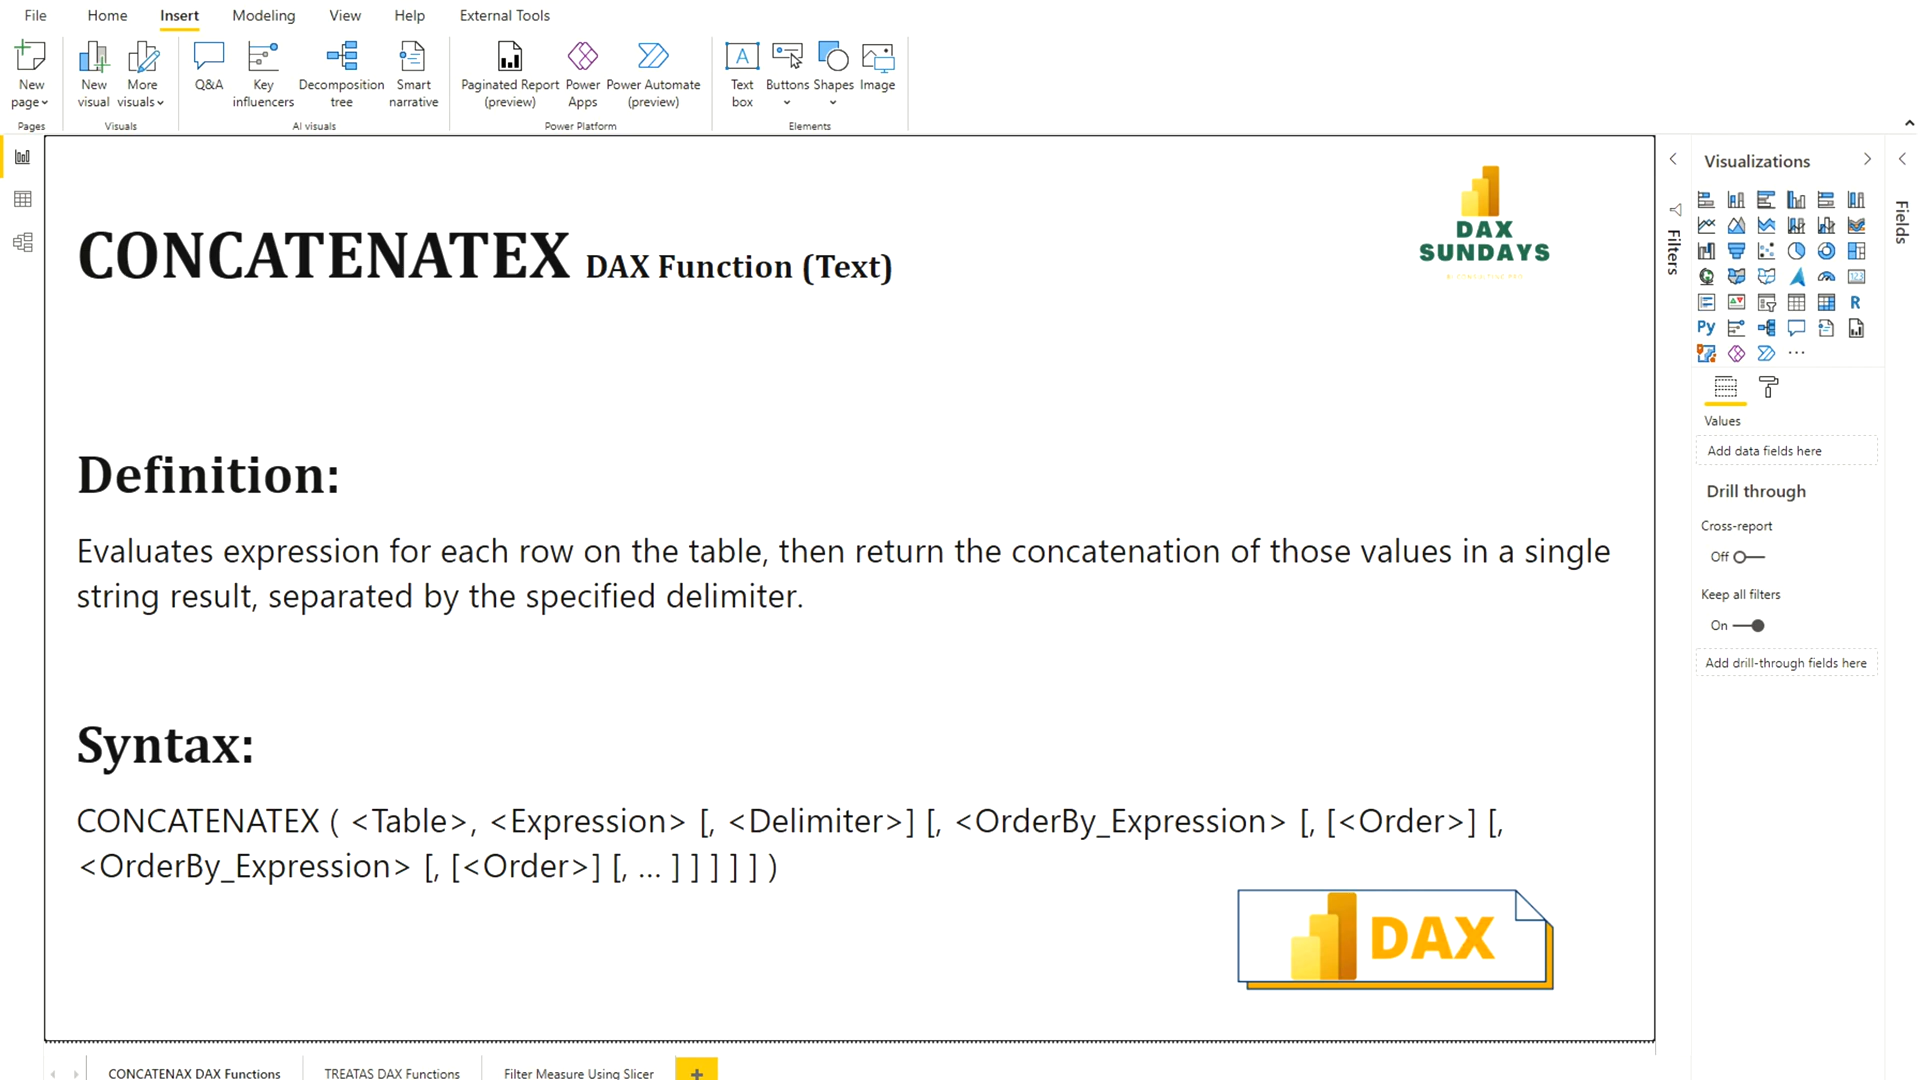 File Home Insert Modeling View Help External Tools
New page
New visual
More visuals
Q&A
Key influencers
Decomposition tree
Smart narrative
Paginated Report (preview)
Power Apps
Power Automate (preview)
Text box
Buttons
Shapes
Image
Pages Visuals AI visuals Power Platform Elements
CONCATENATEX DAX Function (Text)
DAX
SUNDAYS
Definition:
Evaluates expression for each row on the table, then return the concatenation of those values in a single
string result, separated by the specified delimiter.
Syntax:
CONCATENATEX ( <Table>, <Expression> [, <Delimiter>] [, <OrderBy_Expression> [, [<Order>] [,
<OrderBy_Expression> [, [<Order>] [, ... ] ] ] ] ] )
DAX
Filters
Visualizations
123
R
Py
Values
Add data fields here
Drill through
Cross-report
Off
Keep all filters
On
Add drill-through fields here
Fields
CONCATENAX DAX Functions TREATAS DAX Functions Filter Measure Using Slicer +